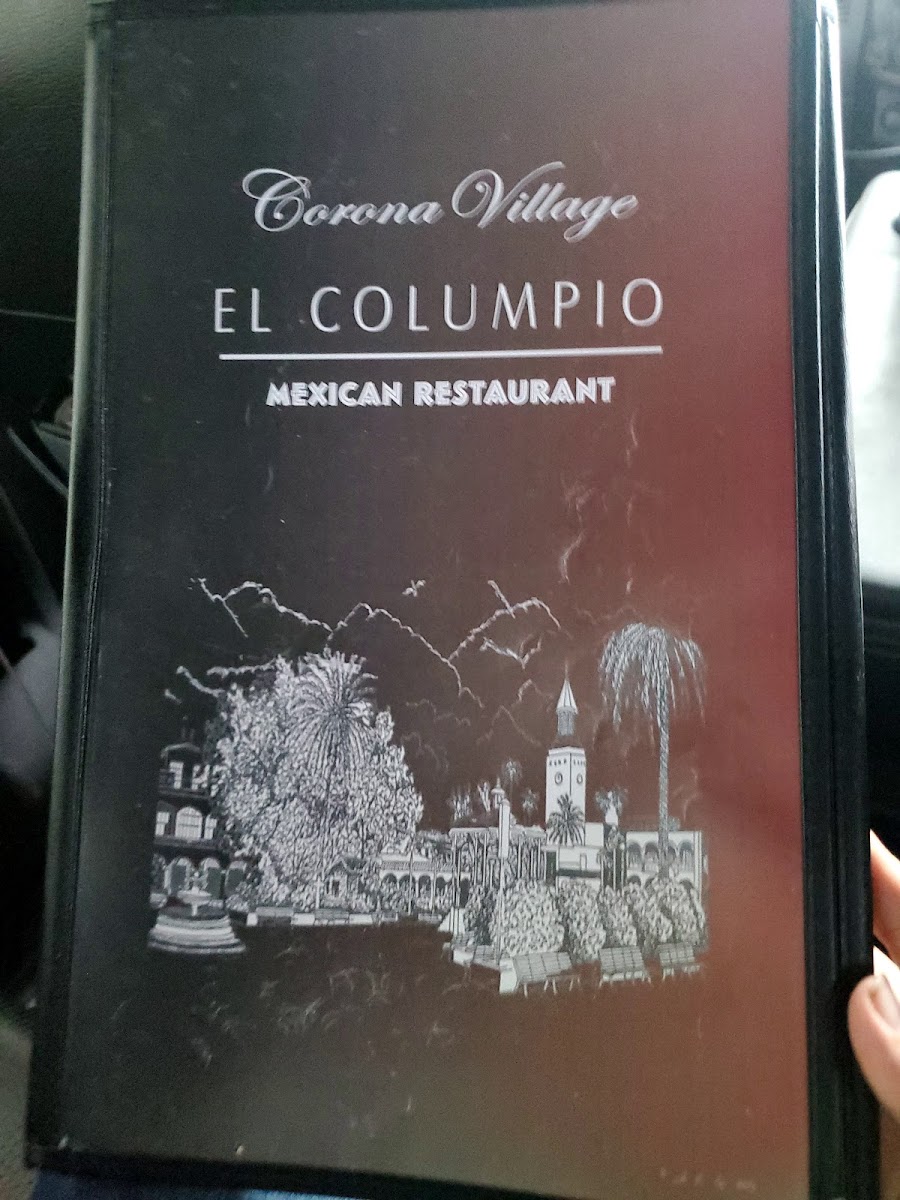 Corona Village
EL COLUMPIO
MEXICAN RESTAURANT